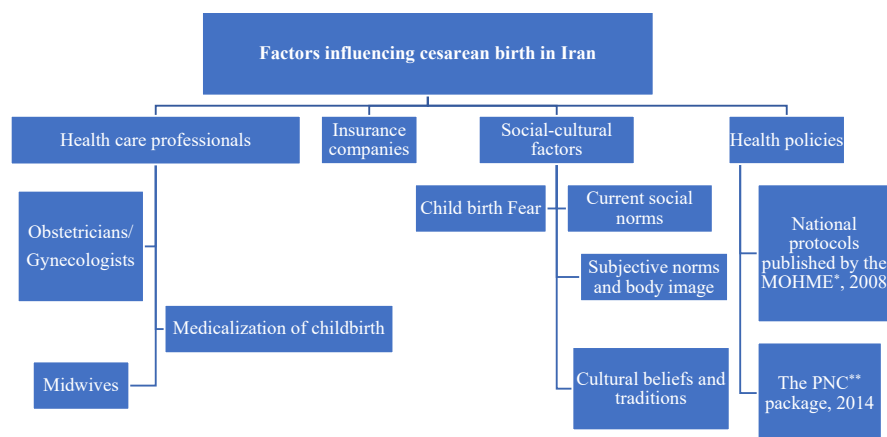 Factors influencing cesarean birth in Iran
Health care professionals
Insurance
companies
Social-cultural
factors
Health policies
Obstetricians/
Gynecologists
Medicalization of childbirth
Midwives
Child birth Fear
Current social
norms
Subjective norms
and body image
Cultural beliefs and
traditions
National
protocols
published by the
MOHME*, 2008
The PNC**
package, 2014